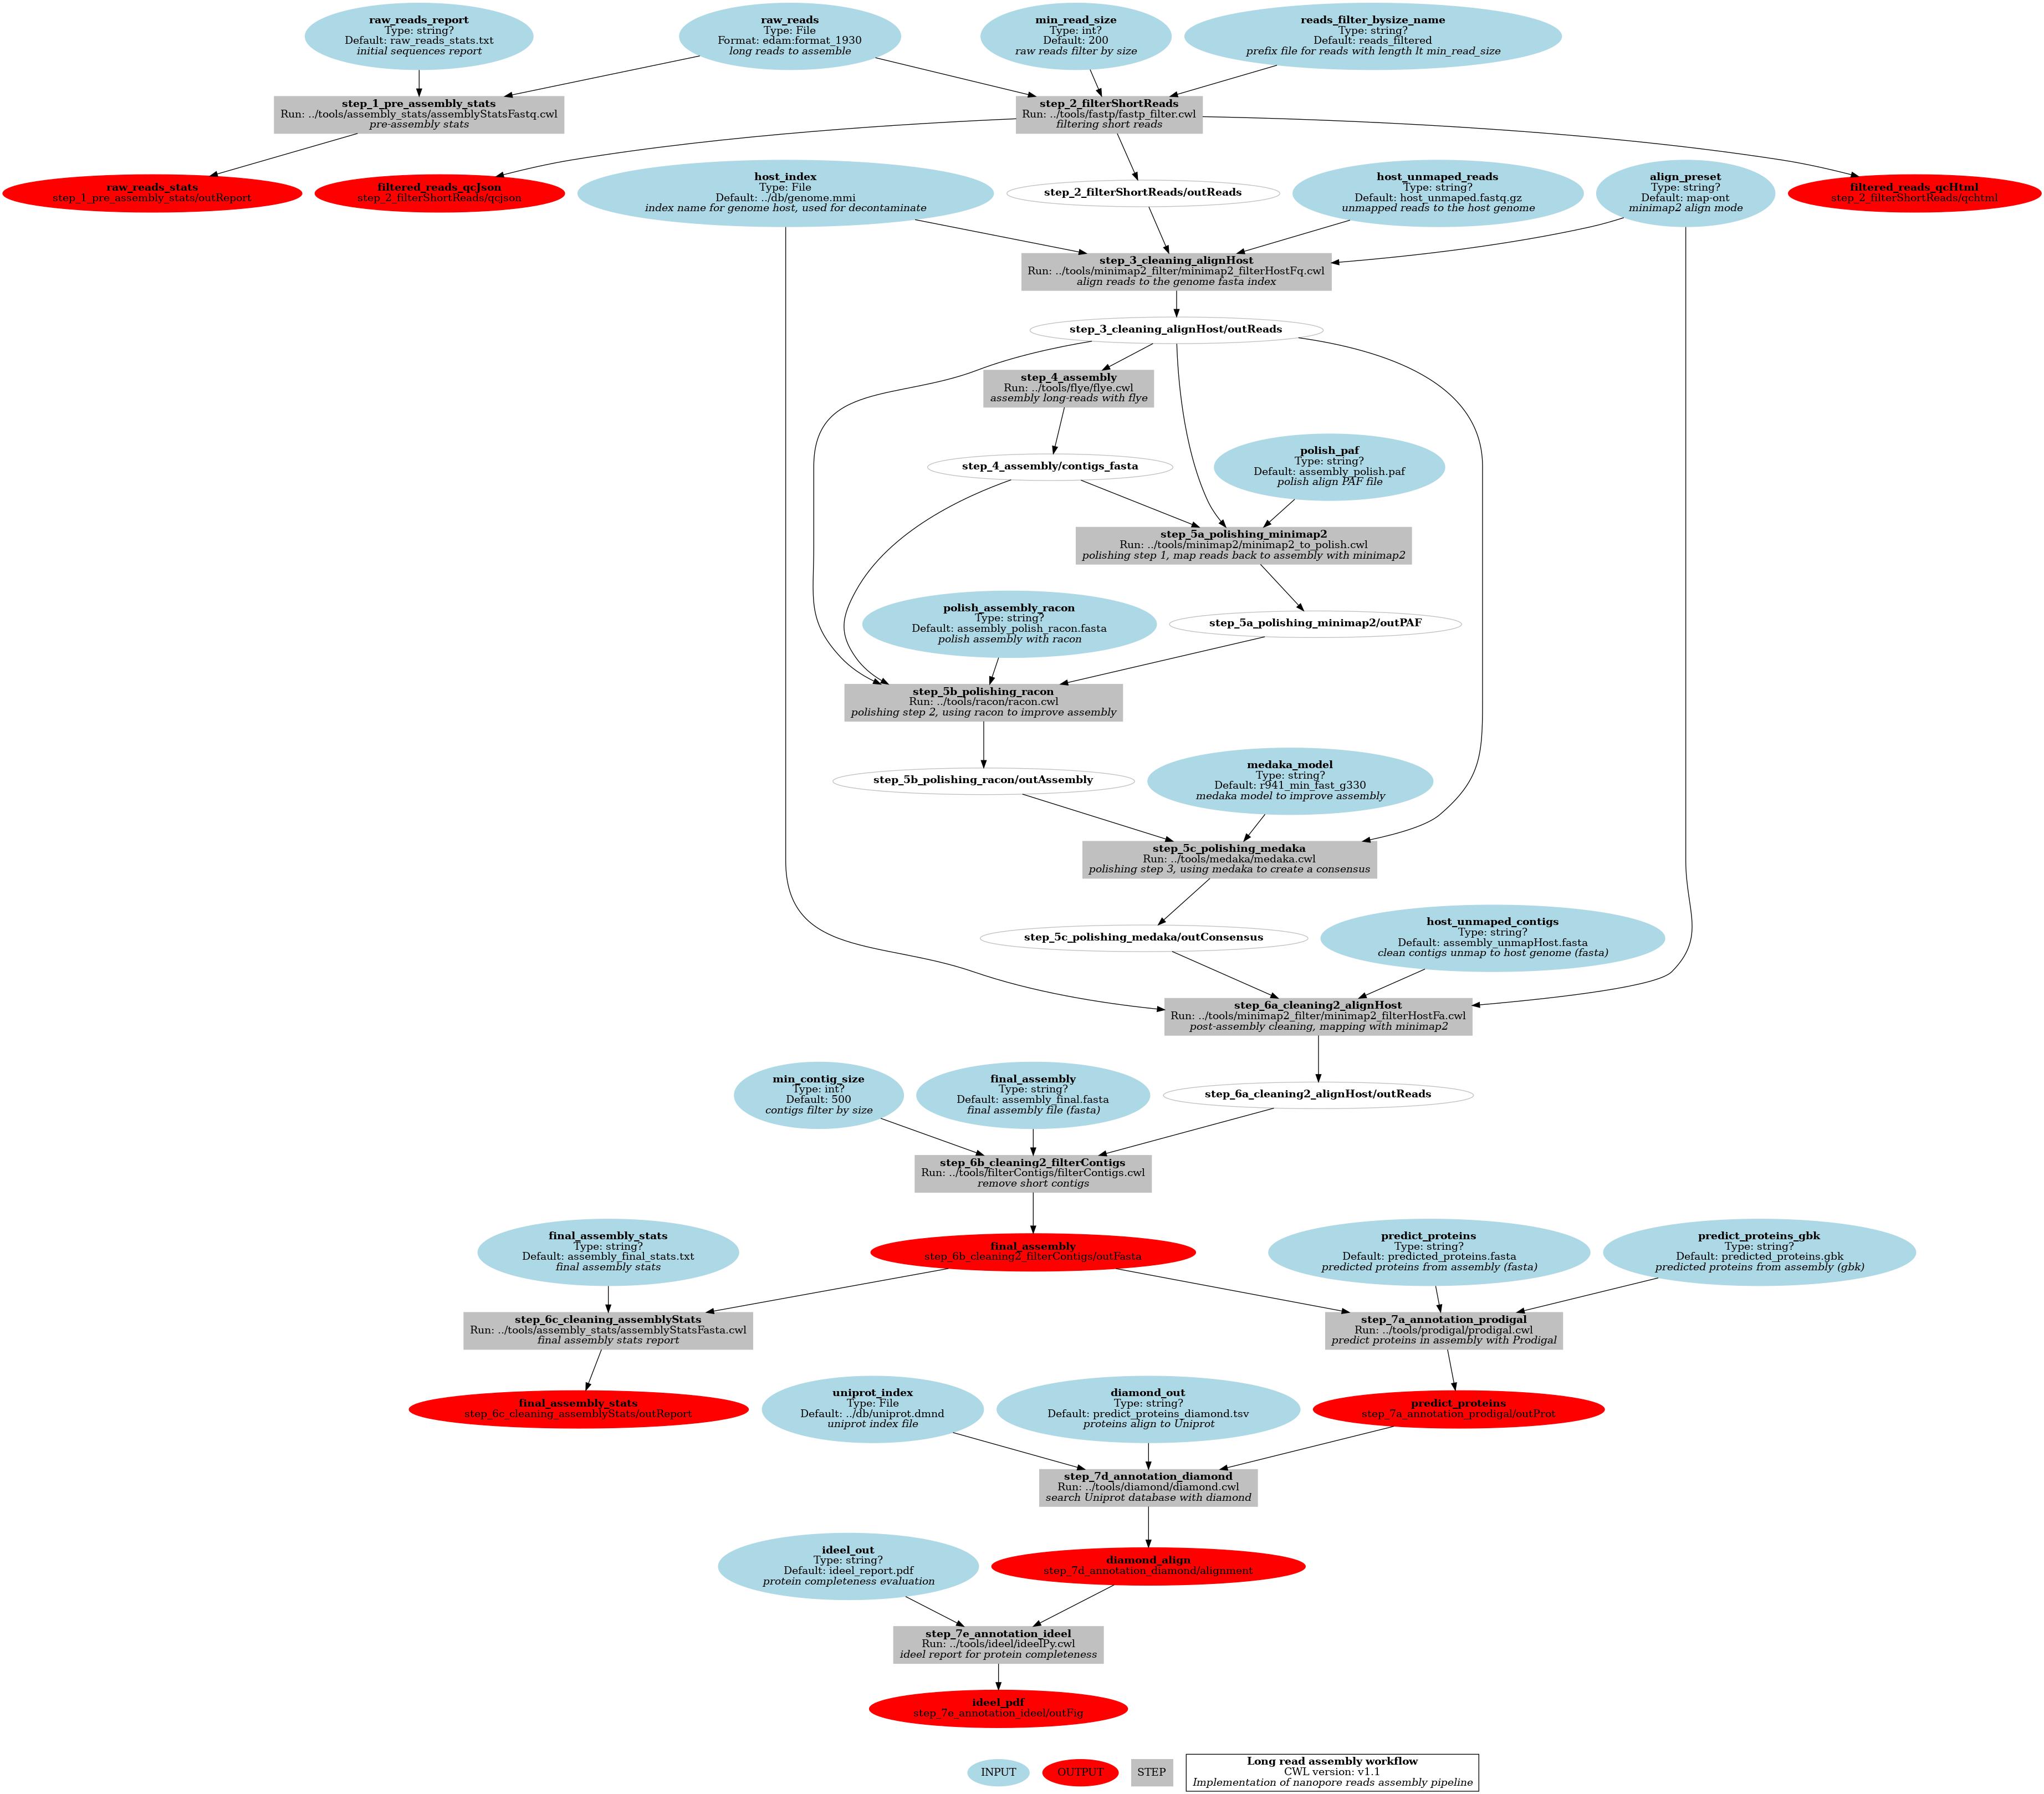 raw_reads_report
Type: string?
Default: raw_reads_stats.txt
initial sequences report
raw_reads
Type: File
Format: edam:format_1930
long reads to assemble
min_read_size
Type: int?
Default: 200
raw reads filter by size
reads_filter_bysize_name
Type: string?
Default: reads_filtered
prefix file for reads with length lt min_read_size
step_1_pre_assembly_stats
Run: ../tools/assembly_stats/assemblyStatsFastq.cwl
pre-assembly stats
step_2_filterShortReads
Run: ../tools/fastp/fastp_filter.cwl
filtering short reads
raw_reads_stats
step_1_pre_assembly_stats/outReport
filtered_reads_qcJson
step_2_filterShortReads/qcjson
host_index
Type: File
Default: ../db/genome.mmi
index name for genome host, used for decontaminate
step_2_filterShortReads/outReads
host_unmaped_reads
Type: string?
Default: host_unmaped.fastq.gz
unmapped reads to the host genome
align_preset
Type: string?
Default: map-ont
minimap2 align mode
filtered_reads_qcHtml
step_2_filterShortReads/qchtml
step_3_cleaning_alignHost
Run: ../tools/minimap2_filter/minimap2_filterHostFq.cwl
align reads to the genome fasta index
step_3_cleaning_alignHost/outReads
step_4_assembly
Run: ../tools/flye/flye.cwl
assembly long-reads with flye
step_4_assembly/contigs_fasta
polish_paf
Type: string?
Default: assembly_polish.paf
polish align PAF file
step_5a_polishing_minimap2
Run: ../tools/minimap2/minimap2_to_polish.cwl
polishing step 1, map reads back to assembly with minimap2
polish_assembly_racon
Type: string?
Default: assembly_polish_racon.fasta
polish assembly with racon
step_5a_polishing_minimap2/outPAF
step_5b_polishing_racon
Run: ../tools/racon/racon.cwl
polishing step 2, using racon to improve assembly
step_5b_polishing_racon/outAssembly
medaka_model
Type: string?
Default: r941_min_fast_g330
medaka model to improve assembly
step_5c_polishing_medaka
Run: ../tools/medaka/medaka.cwl
polishing step 3, using medaka to create a consensus
step_5c_polishing_medaka/outConsensus
host_unmaped_contigs
Type: string?
Default: assembly_unmapHost.fasta
clean contigs unmap to host genome (fasta)
step_6a_cleaning2_alignHost
Run: ../tools/minimap2_filter/minimap2_filterHostFa.cwl
post-assembly cleaning, mapping with minimap2
min_contig_size
Type: int?
Default: 500
contigs filter by size
final_assembly
Type: string?
Default: assembly_final.fasta
final assembly file (fasta)
step_6a_cleaning2_alignHost/outReads
step_6b_cleaning2_filterContigs
Run: ../tools/filterContigs/filterContigs.cwl
remove short contigs
final_assembly_stats
Type: string?
Default: assembly_final_stats.txt
final assembly stats
final_assembly
step_6b_cleaning2_filterContigs/outFasta
predict_proteins
Type: string?
Default: predicted_proteins.fasta
predicted proteins from assembly (fasta)
predict_proteins_gbk
Type: string?
Default: predicted_proteins.gbk
predicted proteins from assembly (gbk)
step_6c_cleaning_assemblyStats
Run: ../tools/assembly_stats/assemblyStatsFasta.cwl
final assembly stats report
step_7a_annotation_prodigal
Run: ../tools/prodigal/prodigal.cwl
predict proteins in assembly with Prodigal
final_assembly_stats
step_6c_cleaning_assemblyStats/outReport
uniprot_index
Type: File
Default: ../db/uniprot.dmnd
uniprot index file
diamond_out
Type: string?
Default: predict_proteins_diamond.tsv
proteins align to Uniprot
predict_proteins
step_7a_annotation_prodigal/outProt
step_7d_annotation_diamond
Run: ../tools/diamond/diamond.cwl
search Uniprot database with diamond
ideel_out
Type: string?
Default: ideel_report.pdf
protein completeness evaluation
diamond_align
step_7d_annotation_diamond/alignment
step_7e_annotation_ideel
Run: ../tools/ideel/ideelPy.cwl
ideel report for protein completeness
ideel_pdf
step_7e_annotation_ideel/outFig
INPUT
OUTPUT
STEP
Long read assembly workflow
CWL version: v1.1
Implementation of nanopore reads assembly pipeline